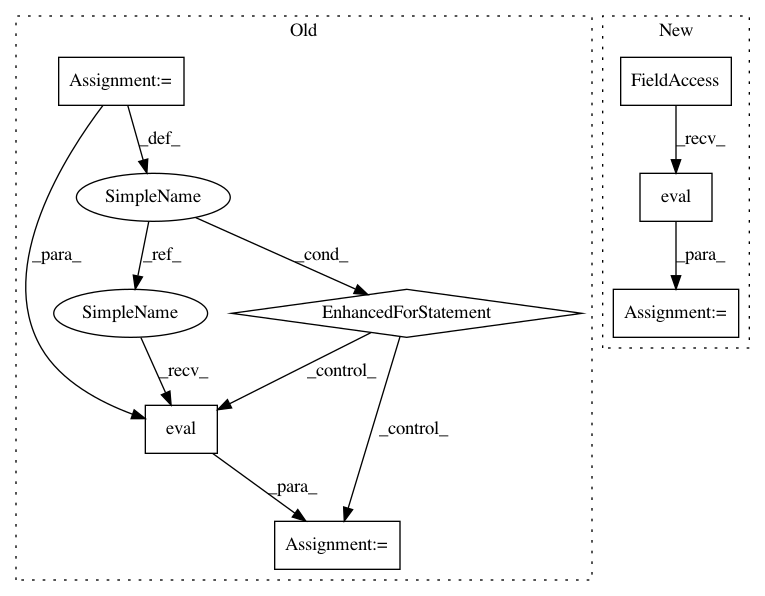 Old
New
Assignment:=
FieldAccess
_def_
_recv_
SimpleName
eval
_para_
_ref_
_cond_
_para_
SimpleName
EnhancedForStatement
Assignment:=
_recv_
_control_
eval
_control_
_para_
Assignment:=